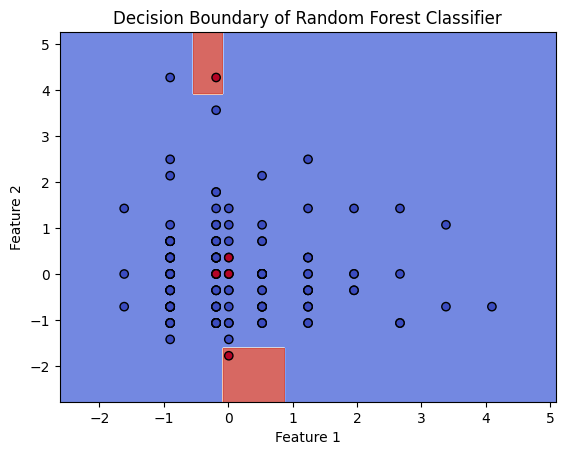 Decision Boundary of Random Forest Classifier
5
4
3
2
1
0
−1
−2
Feature 2
−2 −1 0 1 2 3 4 5
Feature 1